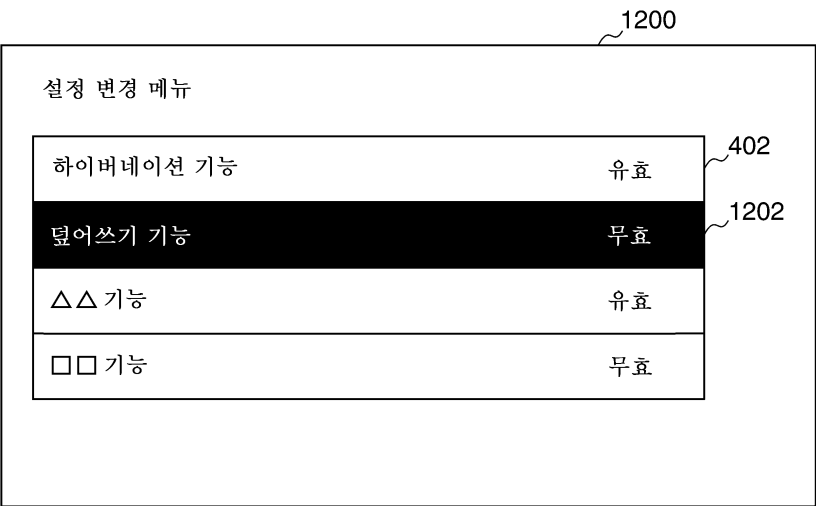 1200
설정 변경 메뉴
하이버네이션 기능 유효 402
덮어쓰기 기능 무효 1202
△△ 기능 유효
□□ 기능 무효